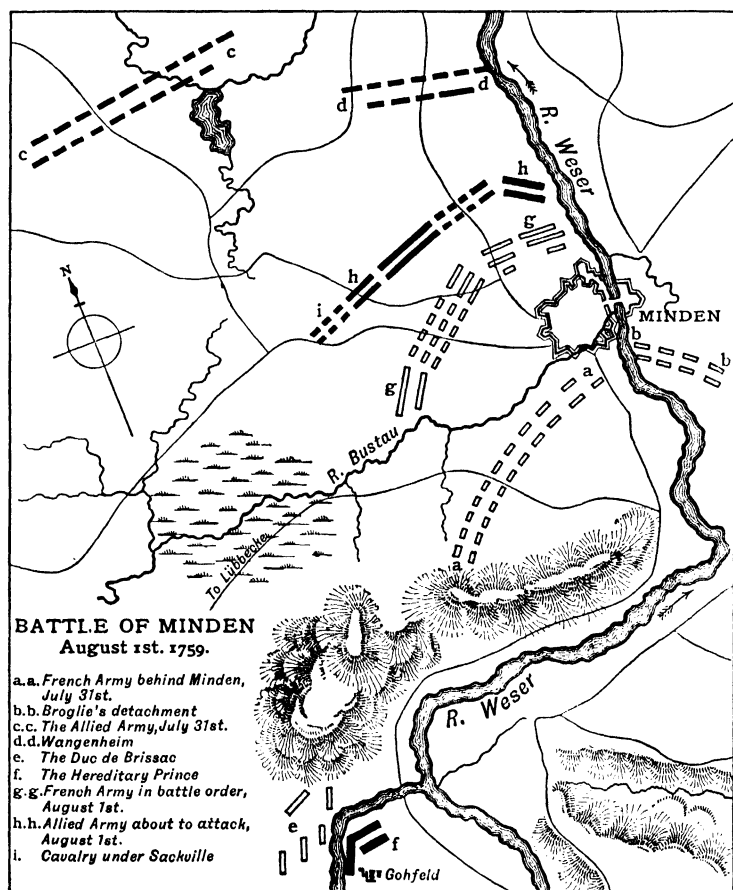 c
c
d
d
R. Weser
h
g
h
i
N
MINDEN
b
b
a
g
R. Bustau
To Lübbecke
a
BATTLE OF MINDEN
August 1st. 1759.
a.a. French Army behind Minden,
July 31st.
b.b. Broglie's detachment
c.c. The Allied Army, July 31st.
d.d. Wangenheim
e. The Duc de Brissac
f. The Hereditary Prince
g.g. French Army in battle order,
August 1st.
h.h. Allied Army about to attack,
August 1st.
i. Cavalry under Sackville
R. Weser
e
f
Gohfeld